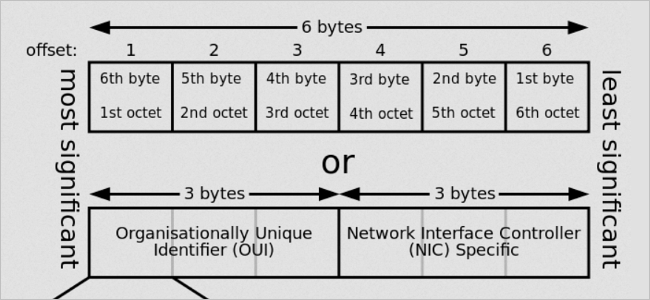 6 bytes
offset: 1 2 3 4 5 6
6th byte 5th byte 4th byte 3rd byte 2nd byte 1st byte
1st octet 2nd octet 3rd octet 4th octet 5th octet 6th octet
most significant
least significant
or
3 bytes 3 bytes
Organisationally Unique
Identifier (OUI)
Network Interface Controller
(NIC) Specific